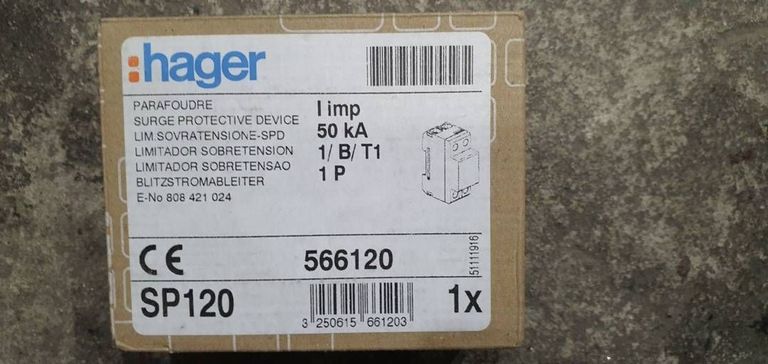 :hager
PARAFOUDRE
SURGE PROTECTIVE DEVICE
LIM.SOVRATENSIONE-SPD
LIMITADOR SOBRETENSION
LIMITADOR SOBRETENSAO
BLITZSTROMABLEITER
E-No 808 421 024
I imp
50 kA
1/ B/ T1
1 P
51111916
CE
566120
SP120
3 250615 661203
1x